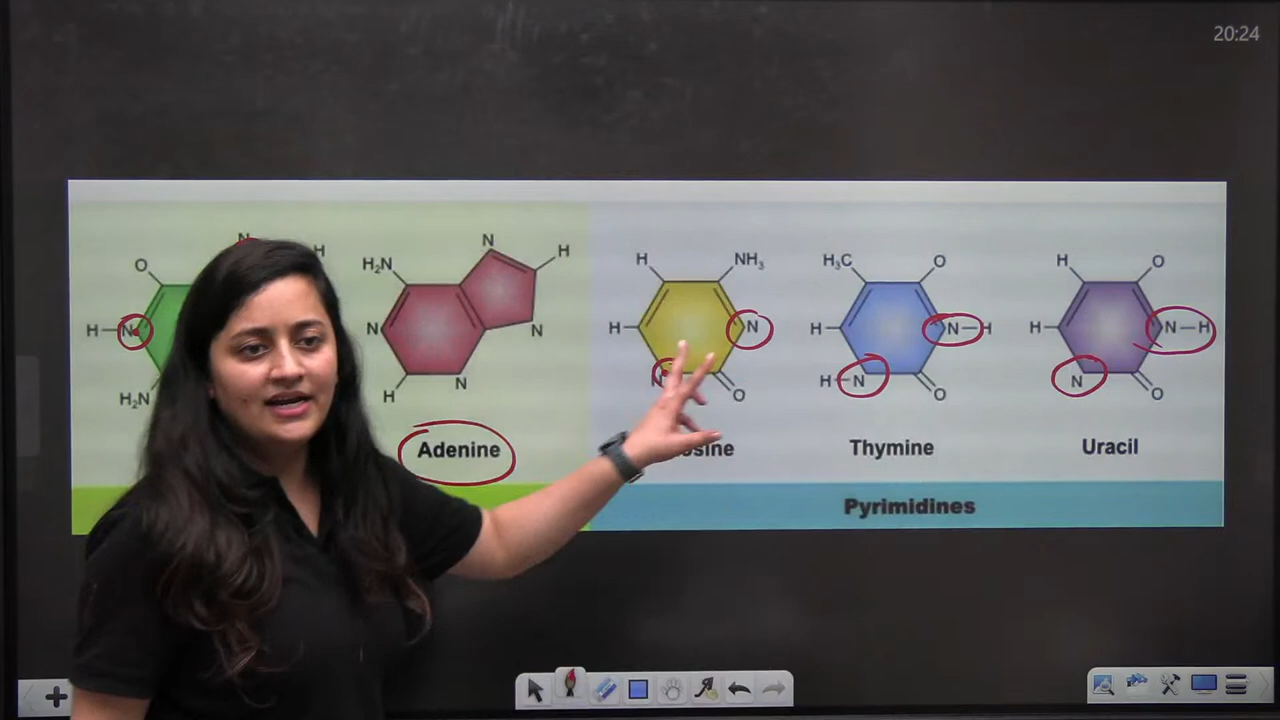 20:24
N
H
O
H
N
H₂N
H₂N
N
H
N
N
N
H
Adenine
H
NH₃
H
N
N
O
H₃C
O
H
N
H
H
N
O
Thymine
H
O
H
N
H
N
O
Uracil
Pyrimidines